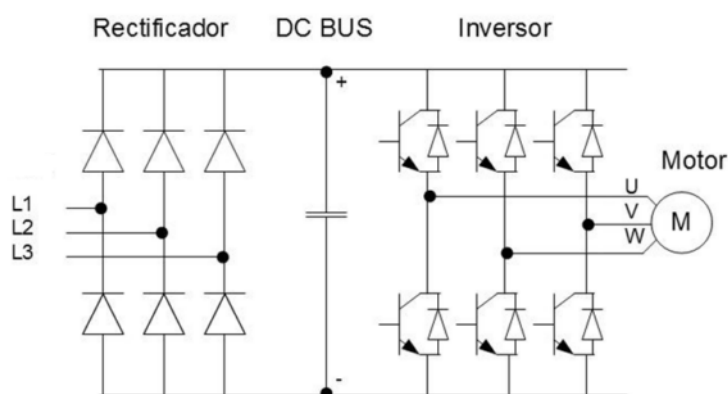 Rectificador DC BUS Inversor
+
Motor
L1
L2
L3
U
V
W
M
-